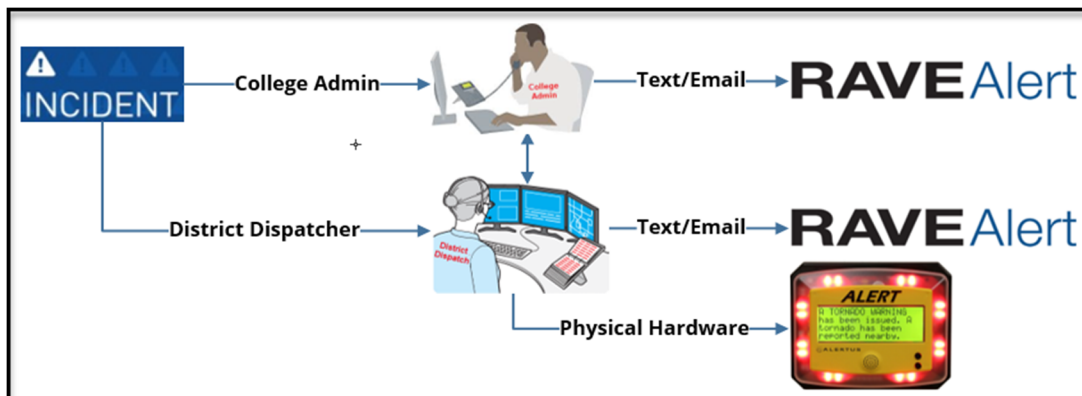 INCIDENT
College Admin
College
Admin
Text/Email
RAVE Alert
District Dispatcher
District
Dispatch
Text/Email
RAVE Alert
Physical Hardware
ALERT
A TORNADO WARNING
has been issued. A
tornado has been
reported nearby.
ALERTUS